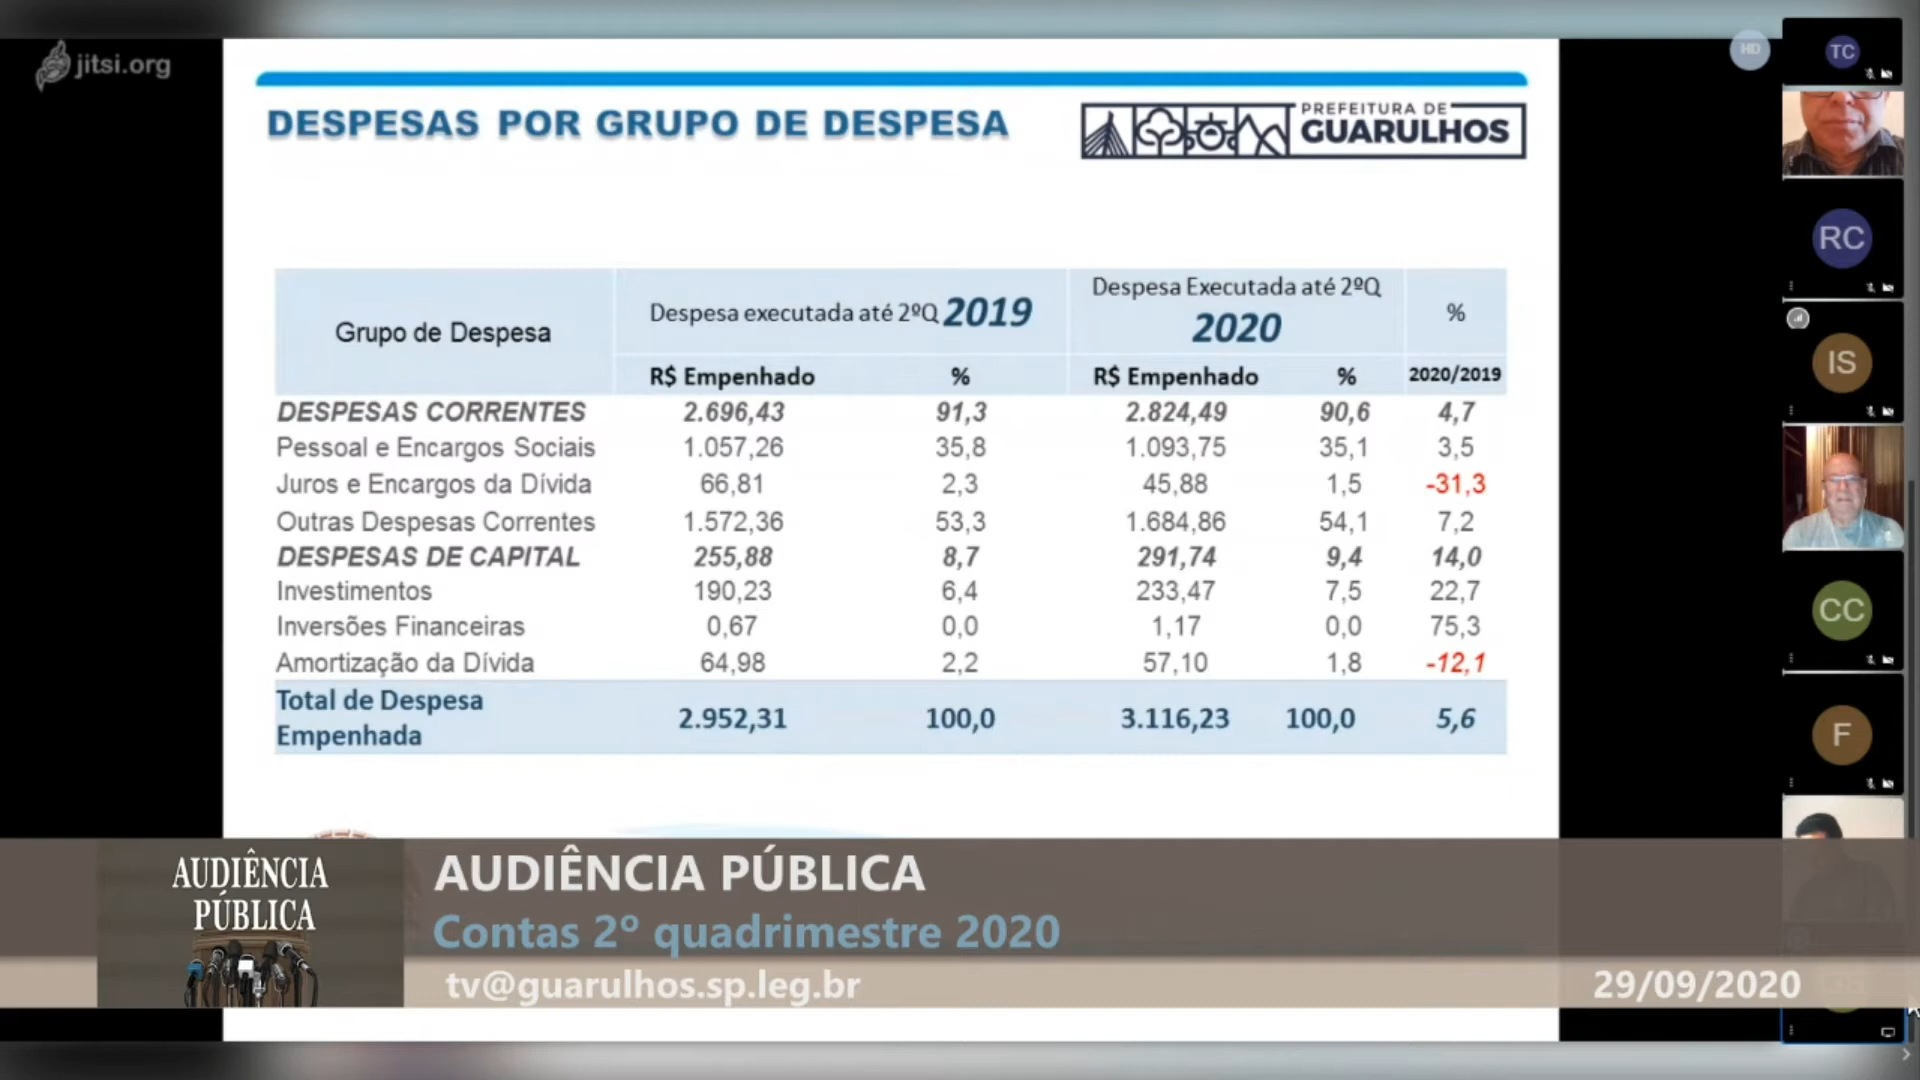 jitsi.org
HD
TC
DESPESAS POR GRUPO DE DESPESA
PREFEITURA DE
GUARULHOS
RC
IS
CC
F
Grupo de Despesa
Despesa executada até 2ºQ 2019
Despesa Executada até 2ºQ
2020
%
R$ Empenhado % R$ Empenhado % 2020/2019
DESPESAS CORRENTES 2.696,43 91,3 2.824,49 90,6 4,7
Pessoal e Encargos Sociais 1.057,26 35,8 1.093,75 35,1 3,5
Juros e Encargos da Dívida 66,81 2,3 45,88 1,5 -31,3
Outras Despesas Correntes 1.572,36 53,3 1.684,86 54,1 7,2
DESPESAS DE CAPITAL 255,88 8,7 291,74 9,4 14,0
Investimentos 190,23 6,4 233,47 7,5 22,7
Inversões Financeiras 0,67 0,0 1,17 0,0 75,3
Amortização da Dívida 64,98 2,2 57,10 1,8 -12,1
Total de Despesa
Empenhada 2.952,31 100,0 3.116,23 100,0 5,6
AUDIÊNCIA
PÚBLICA
AUDIÊNCIA PÚBLICA
Contas 2º quadrimestre 2020
tv@guarulhos.sp.leg.br
29/09/2020